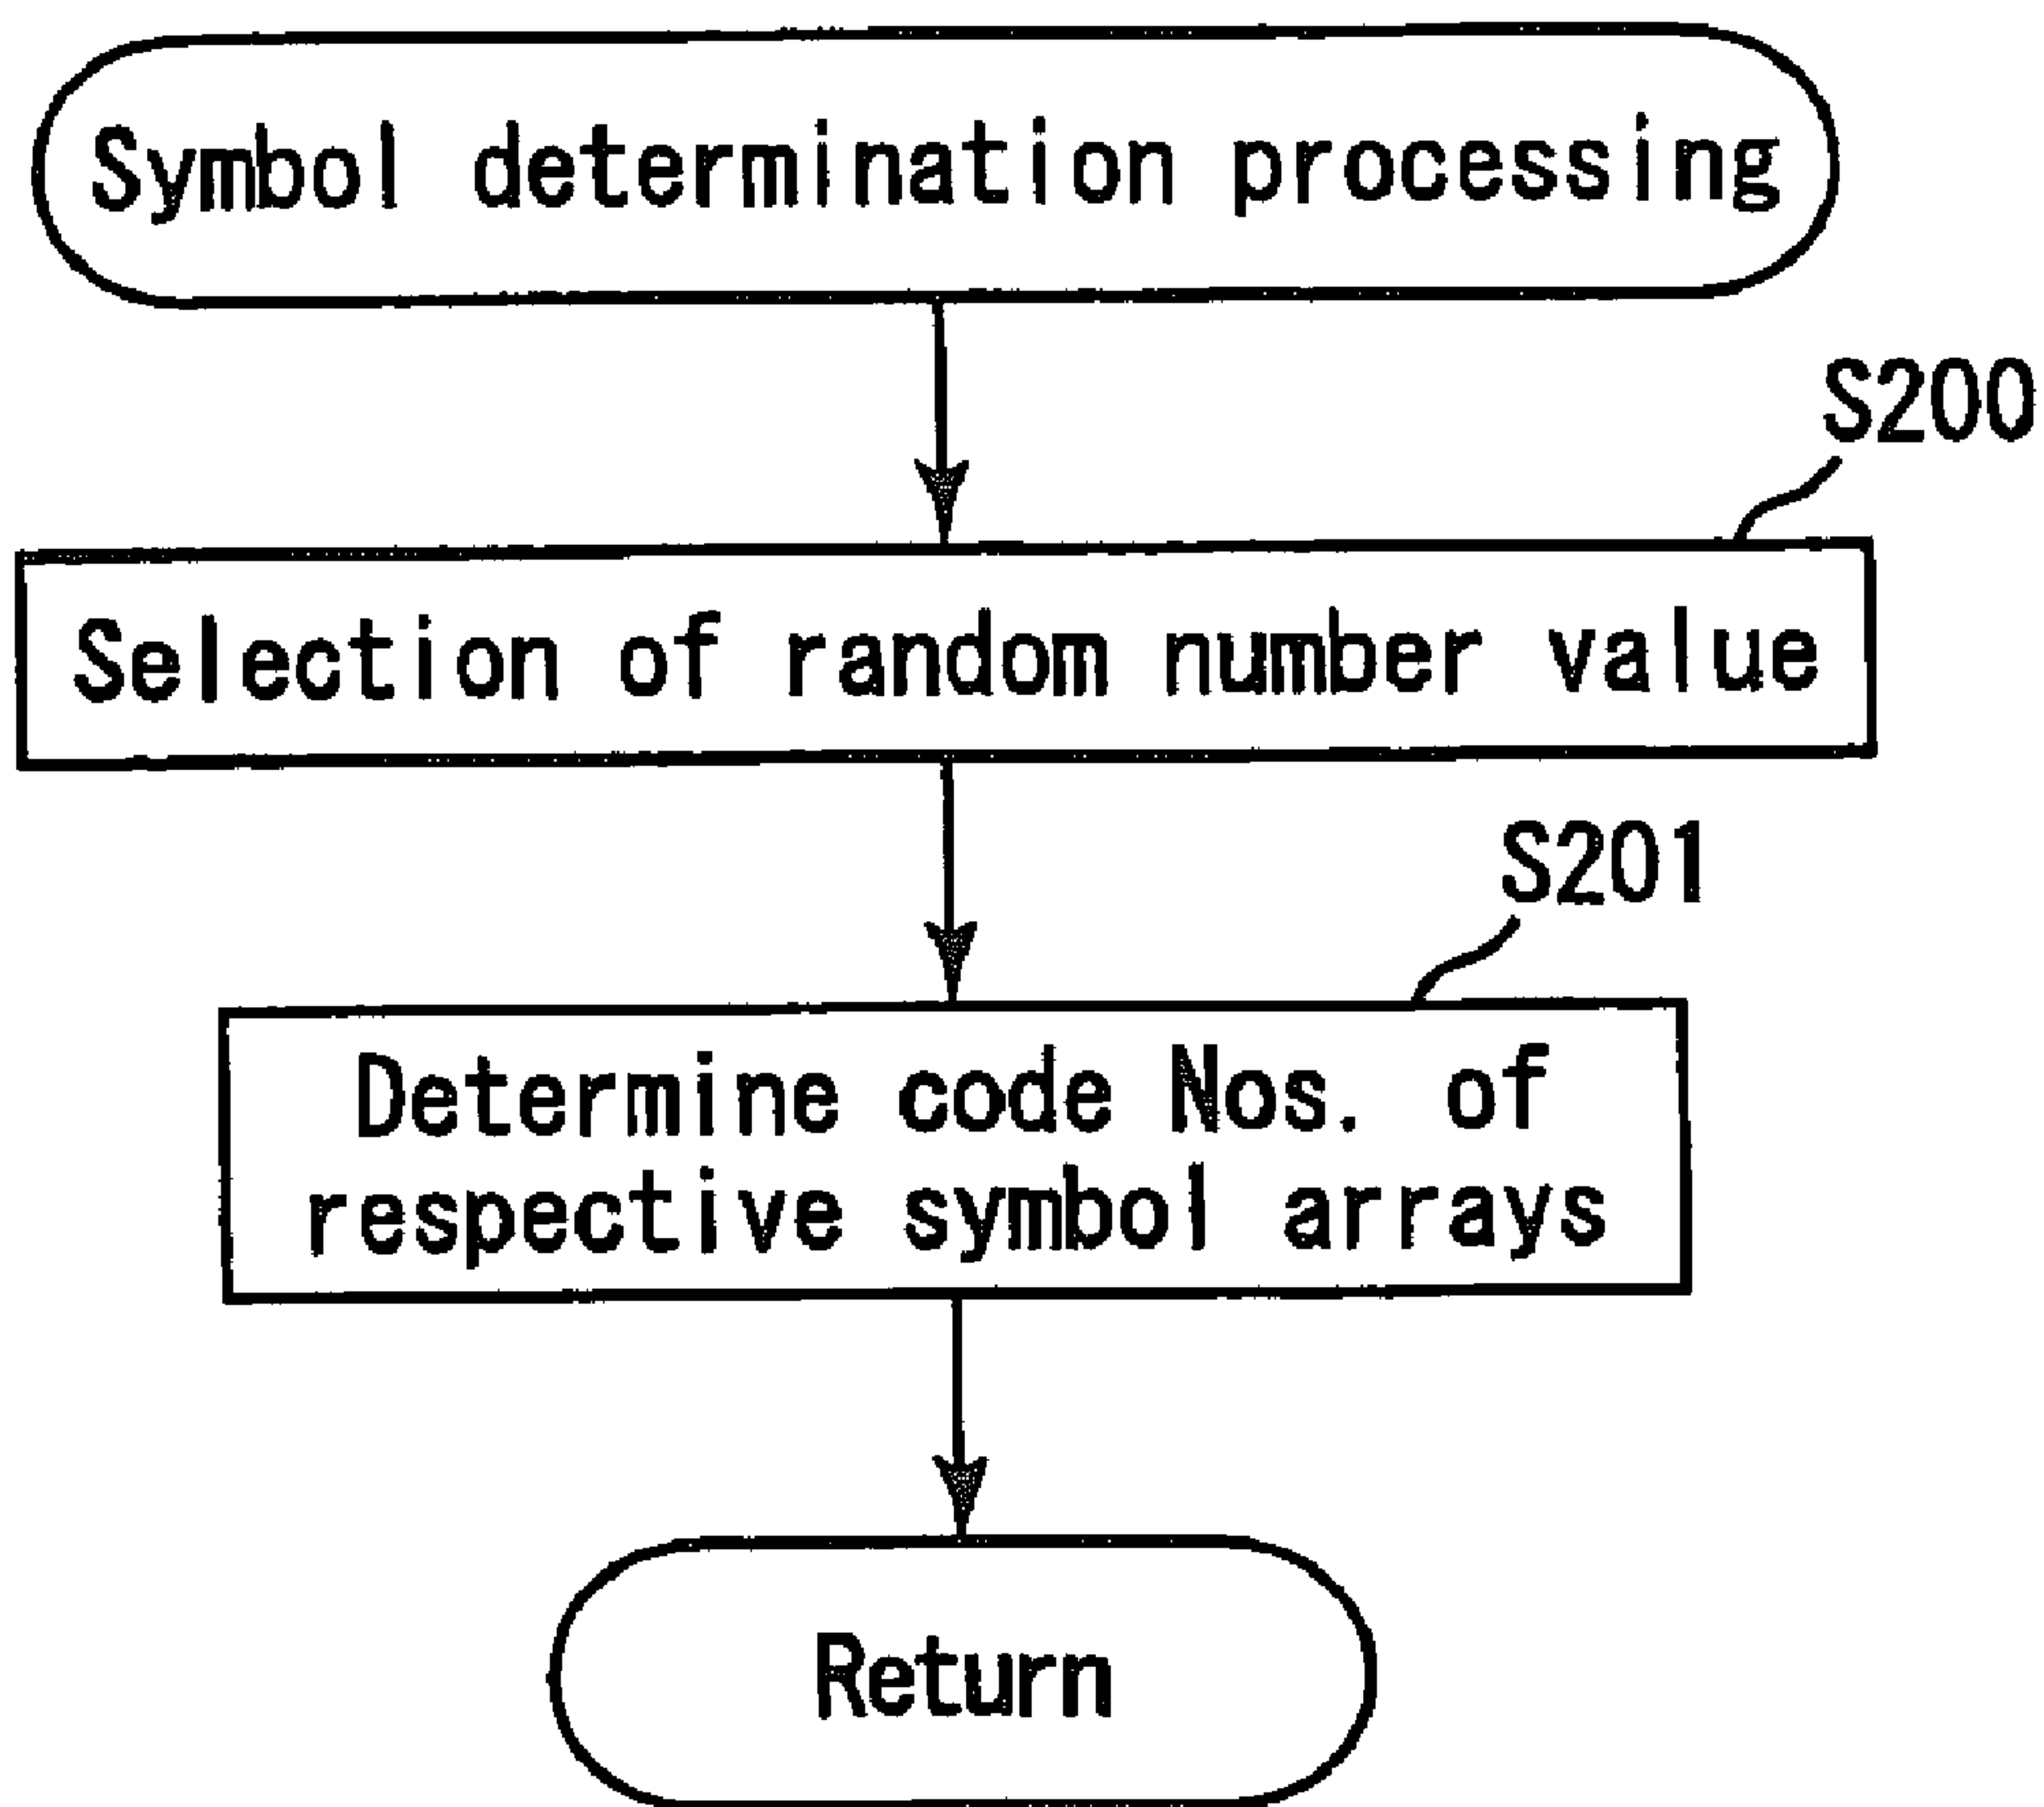 Symbol determination processing
S200
Selection of random number value
S201
Determine code Nos. of
respective symbol arrays
Return